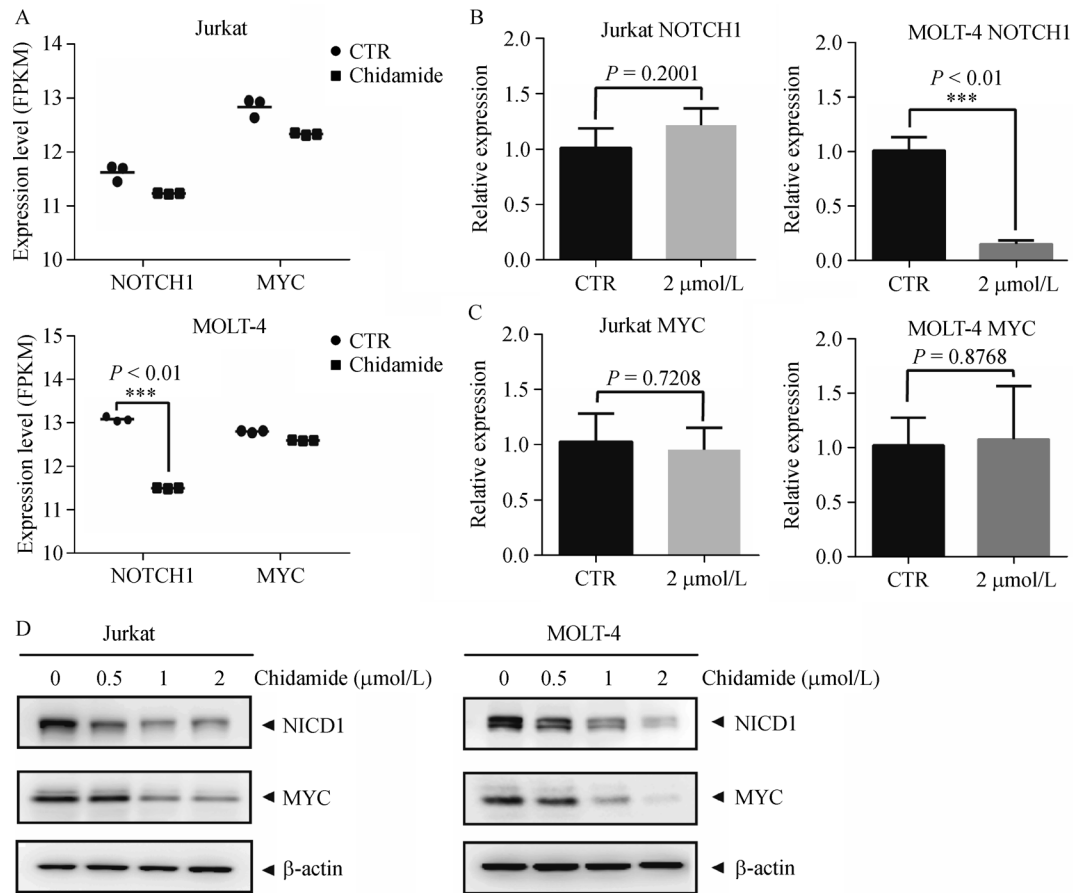 A
Jurkat
Expression level (FPKM)
14
13
12
11
10
CTR
Chidamide
NOTCH1
MYC
MOLT-4
Expression level (FPKM)
15
14
13
12
11
10
CTR
Chidamide
P < 0.01
***
NOTCH1
MYC
B
Jurkat NOTCH1
Relative expression
2.0
1.5
1.0
0.5
0.0
P = 0.2001
CTR
2 μmol/L
MOLT-4 NOTCH1
Relative expression
2.0
1.5
1.0
0.5
0.0
P < 0.01
***
CTR
2 μmol/L
C
Jurkat MYC
Relative expression
2.0
1.5
1.0
0.5
0.0
P = 0.7208
CTR
2 μmol/L
MOLT-4 MYC
Relative expression
2.0
1.5
1.0
0.5
0.0
P = 0.8768
CTR
2 μmol/L
D
Jurkat
0 0.5 1 2 Chidamide (μmol/L)
NICD1
MYC
β-actin
MOLT-4
0 0.5 1 2 Chidamide (μmol/L)
NICD1
MYC
β-actin